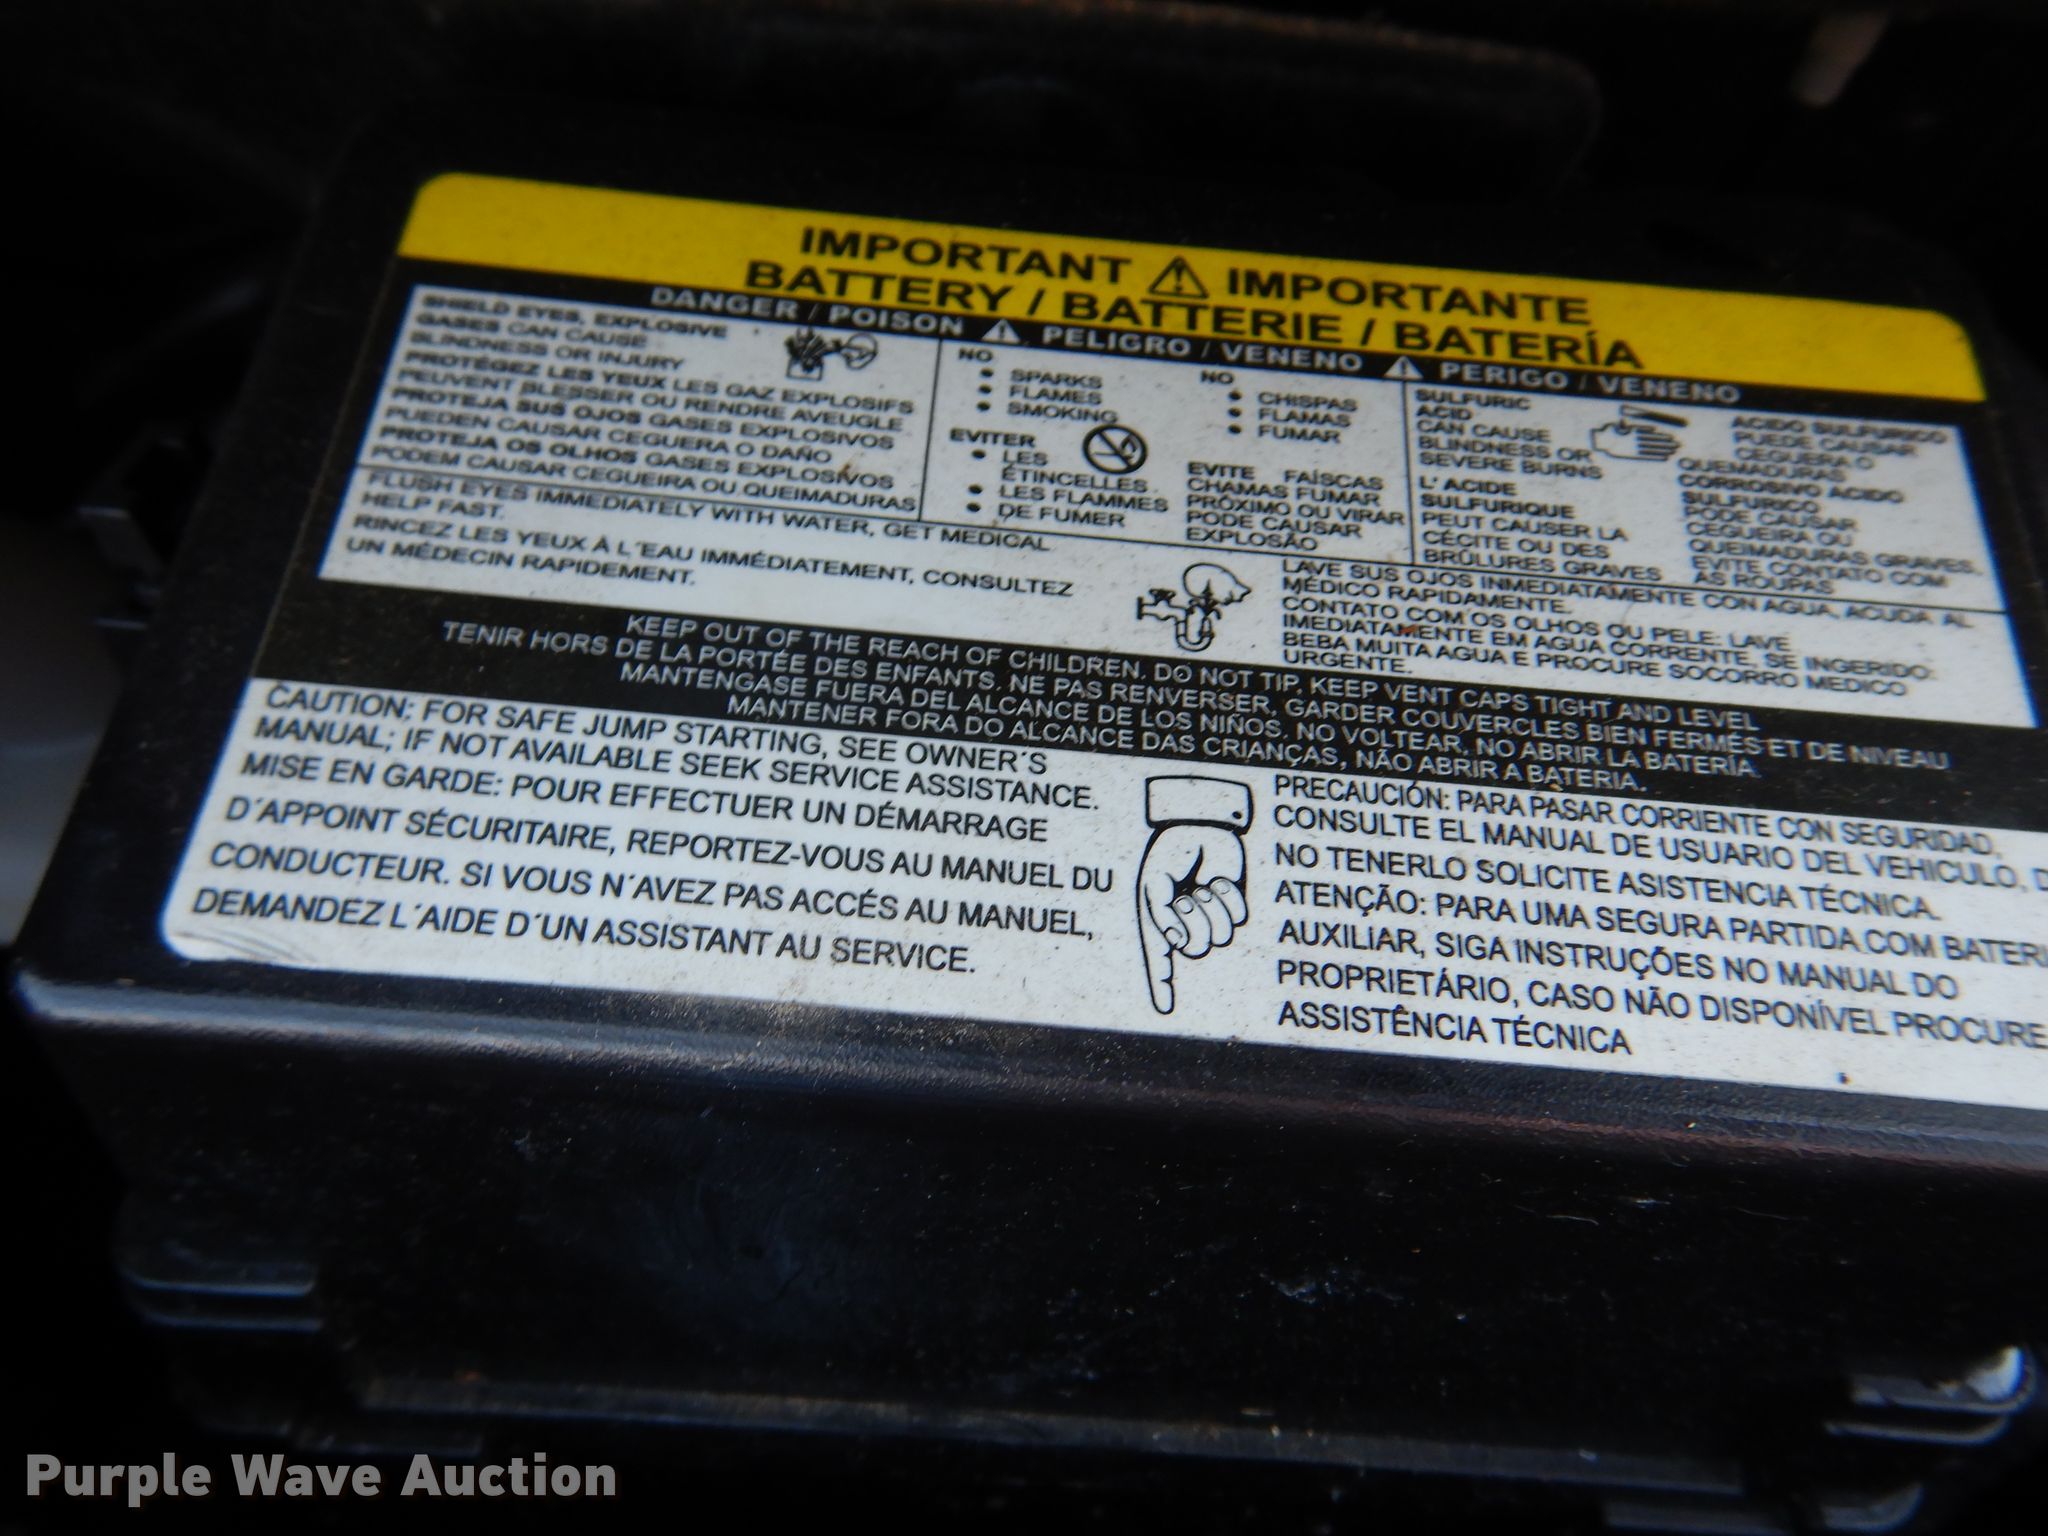 IMPORTANT ⚠ IMPORTANTE
BATTERY / BATTERIE / BATERÍA
DANGER / POISON ⚠ PELIGRO / VENENO ⚠ PERIGO / VENENO
SHIELD EYES, EXPLOSIVE
GASES CAN CAUSE
BLINDNESS OR INJURY
PROTÉGEZ LES YEUX LES GAZ EXPLOSIFS
PEUVENT BLESSER OU RENDRE AVEUGLE
PROTEJA SUS OJOS GASES EXPLOSIVOS
PUEDEN CAUSAR CEGUERA O DAÑO
PROTEJA OS OLHOS GASES EXPLOSIVOS
PODEM CAUSAR CEGUEIRA OU QUEIMADURAS
NO
• SPARKS
• FLAMES
• SMOKING
EVITER
• LES
ÉTINCELLES
• LES FLAMMES
• DE FUMER
NO
• CHISPAS
• FLAMAS
• FUMAR
EVITE FAÍSCAS
CHAMAS FUMAR
PRÓXIMO OU VIRAR
PODE CAUSAR
EXPLOSÃO
SULFURIC
ACID
CAN CAUSE
BLINDNESS OR
SEVERE BURNS
L'ACIDE
SULFURIQUE
PEUT CAUSER LA
CÉCITE OU DES
BRÛLURES GRAVES
ACIDO SULFURICO
PUEDE CAUSAR
CEGUERA O
QUEMADURAS
CORROSIVO ACIDO
SULFURICO
PODE CAUSAR
CEGUEIRA OU
QUEIMADURAS GRAVES.
EVITE CONTATO COM
AS ROUPAS
FLUSH EYES IMMEDIATELY WITH WATER, GET MEDICAL
HELP FAST.
RINCEZ LES YEUX À L´EAU IMMÉDIATEMENT, CONSULTEZ
UN MÉDECIN RAPIDEMENT.
LAVE SUS OJOS INMEDIATAMENTE CON AGUA, ACUDA AL
MÉDICO RAPIDAMENTE.
CONTATO COM OS OLHOS OU PELE: LAVE
IMEDIATAMENTE EM AGUA CORRENTE, SE INGERIDO:
BEBA MUITA AGUA E PROCURE SOCORRO MEDICO
URGENTE.
KEEP OUT OF THE REACH OF CHILDREN. DO NOT TIP, KEEP VENT CAPS TIGHT AND LEVEL
TENIR HORS DE LA PORTÉE DES ENFANTS. NE PAS RENVERSER, GARDER COUVERCLES BIEN FERMÉS ET DE NIVEAU
MANTENGASE FUERA DEL ALCANCE DE LOS NIÑOS. NO VOLTEAR, NO ABRIR LA BATERÍA
MANTENER FORA DO ALCANCE DAS CRIANÇAS, NÃO ABRIR A BATERIA.
CAUTION; FOR SAFE JUMP STARTING, SEE OWNER´S
MANUAL; IF NOT AVAILABLE SEEK SERVICE ASSISTANCE.
MISE EN GARDE: POUR EFFECTUER UN DÉMARRAGE
D´APPOINT SÉCURITAIRE, REPORTEZ-VOUS AU MANUEL DU
CONDUCTEUR. SI VOUS N´AVEZ PAS ACCÉS AU MANUEL,
DEMANDEZ L´AIDE D´UN ASSISTANT AU SERVICE.
PRECAUCIÓN: PARA PASAR CORRIENTE CON SEGURIDAD,
CONSULTE EL MANUAL DE USUARIO DEL VEHICULO, D
NO TENERLO SOLICITE ASISTENCIA TÉCNICA.
ATENÇÃO: PARA UMA SEGURA PARTIDA COM BATERI
AUXILIAR, SIGA INSTRUÇÕES NO MANUAL DO
PROPRIETÁRIO, CASO NÃO DISPONÍVEL PROCURE
ASSISTÊNCIA TÉCNICA
Purple Wave Auction